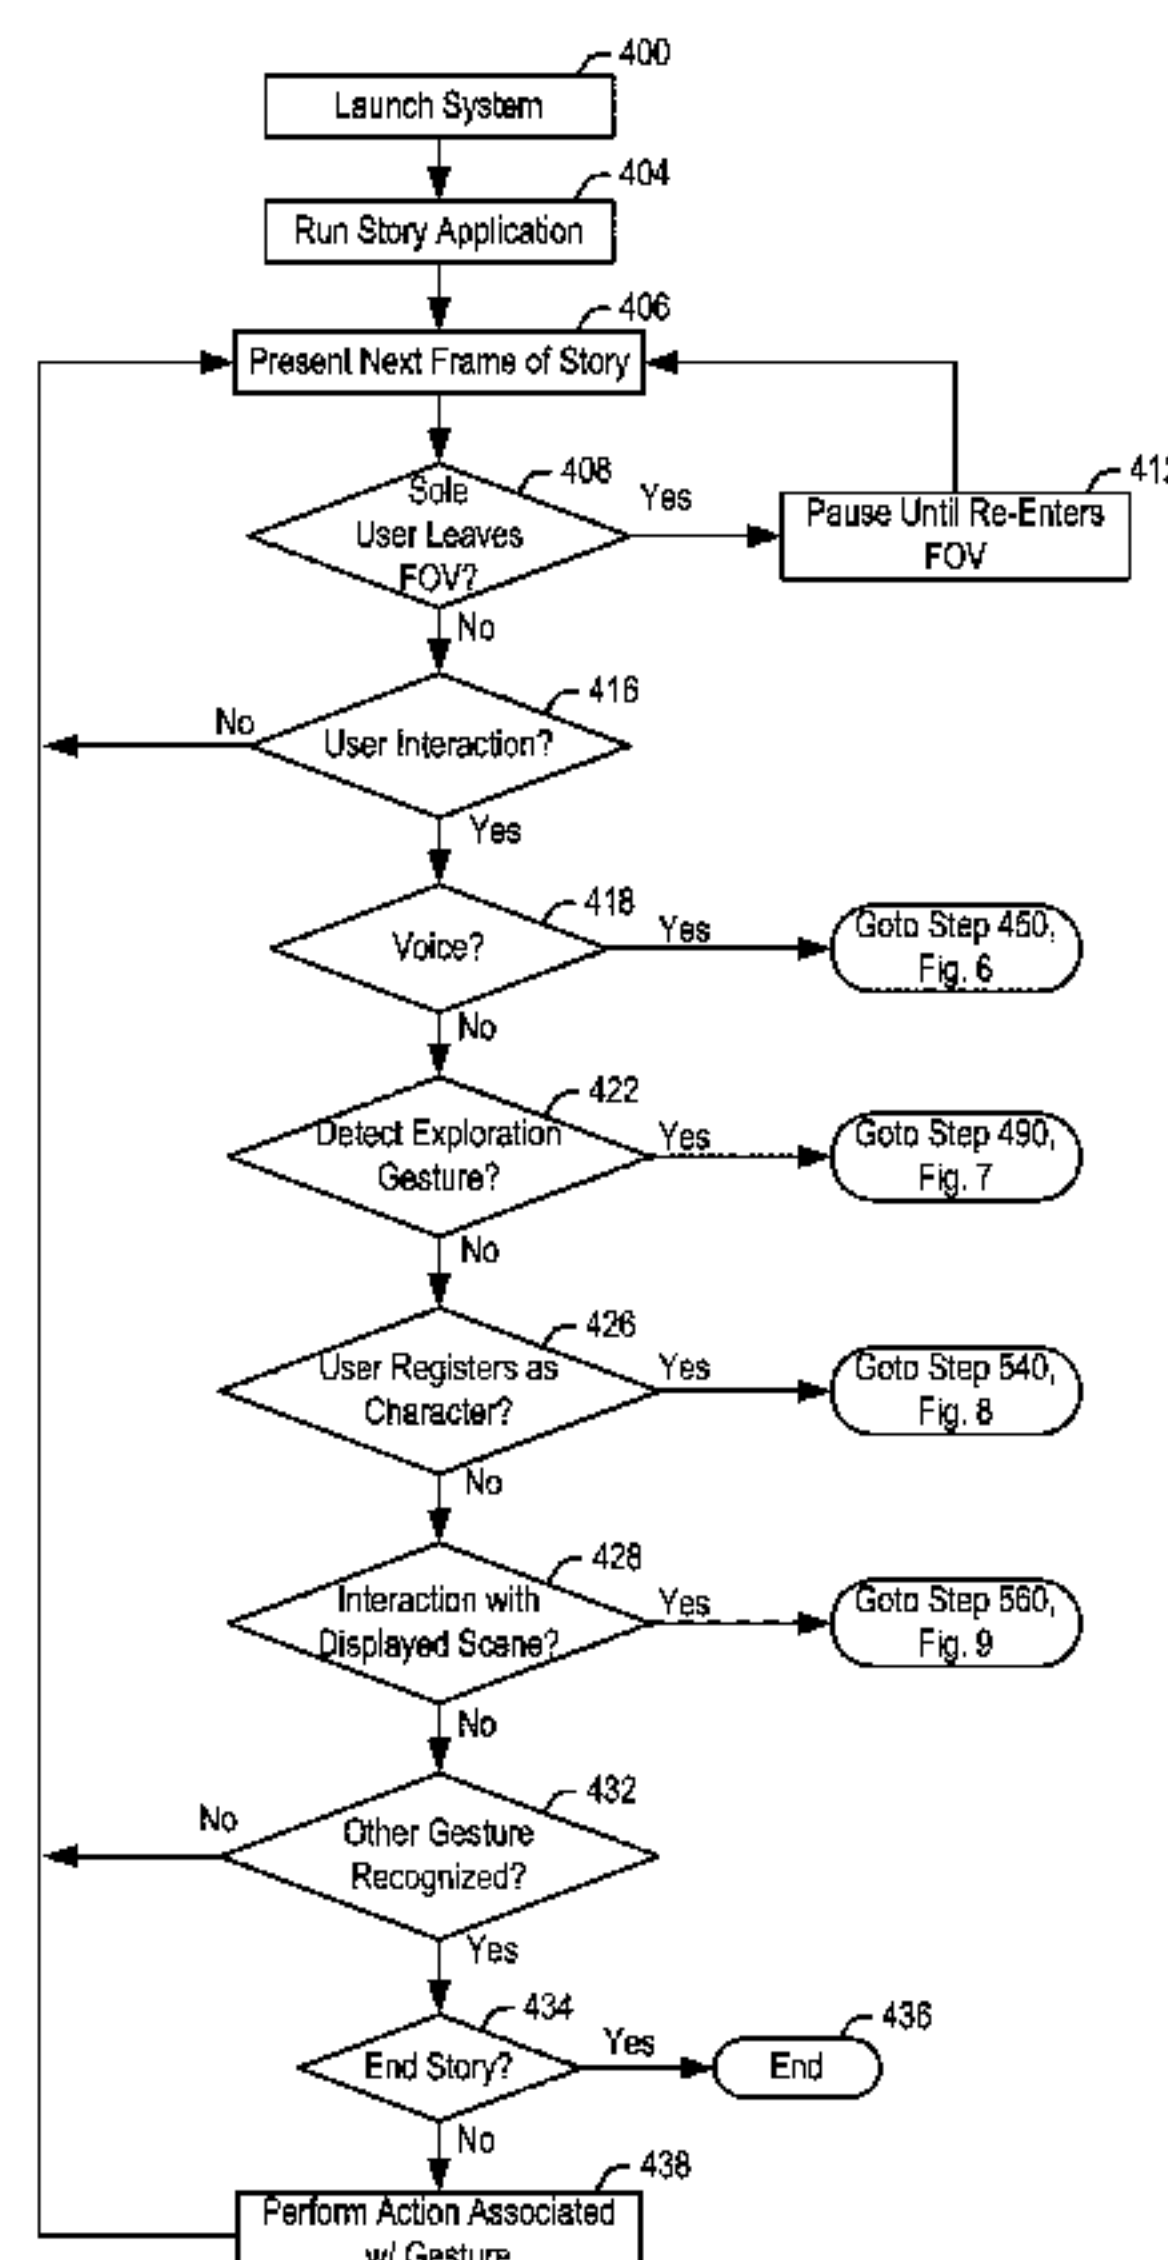 400
Launch System
404
Run Story Application
406
Present Next Frame of Story
408
Sole
User Leaves
FOV?
Yes
412
Pause Until Re-Enters
FOV
No
416
User Interaction?
No
Yes
418
Voice?
Yes
Goto Step 450,
Fig. 6
No
422
Detect Exploration
Gesture?
Yes
Goto Step 490,
Fig. 7
No
426
User Registers as
Character?
Yes
Goto Step 540,
Fig. 8
No
428
Interaction with
Displayed Scene?
Yes
Goto Step 560,
Fig. 9
No
432
Other Gesture
Recognized?
No
Yes
434
End Story?
Yes
436
End
No
438
Perform Action Associated
w/ Gesture